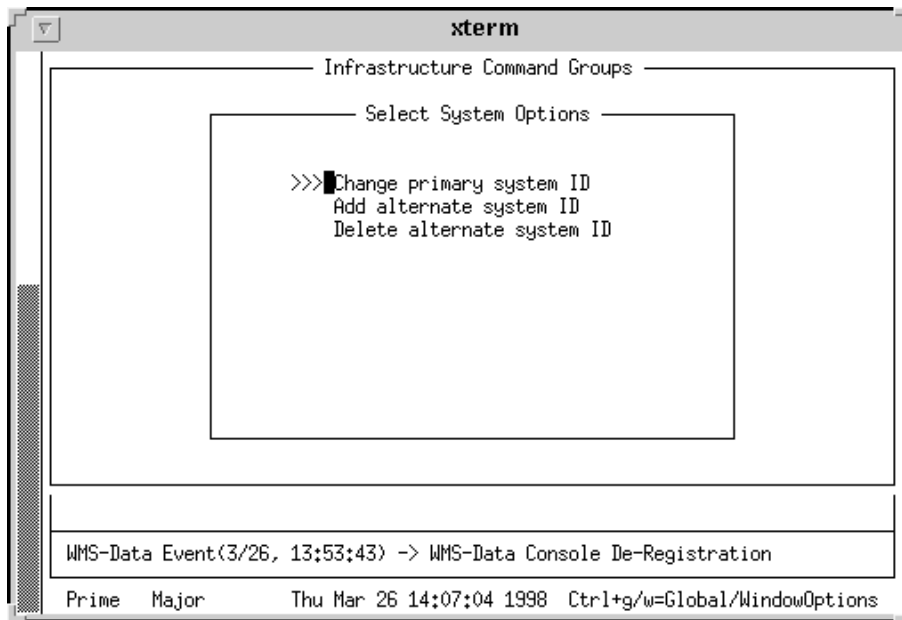 xterm
Infrastructure Command Groups
Select System Options
>>> Change primary system ID
Add alternate system ID
Delete alternate system ID
WMS-Data Event(3/26, 13:53:43) -> WMS-Data Console De-Registration
Prime Major Thu Mar 26 14:07:04 1998 Ctrl+g/w=Global/WindowOptions